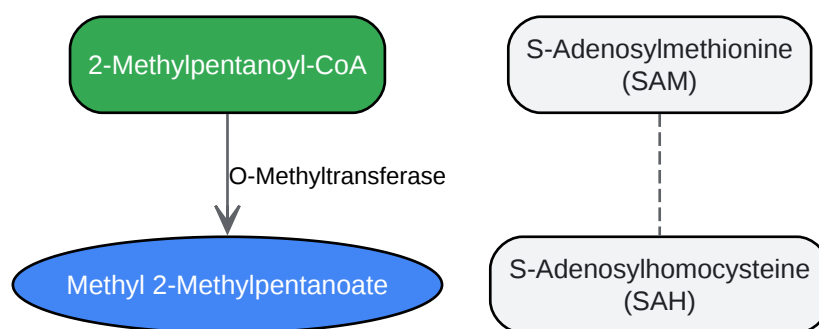 2-Methylpentanoyl-CoA
S-Adenosylmethionine
(SAM)
O-Methyltransferase
Methyl 2-Methylpentanoate
S-Adenosylhomocysteine
(SAH)